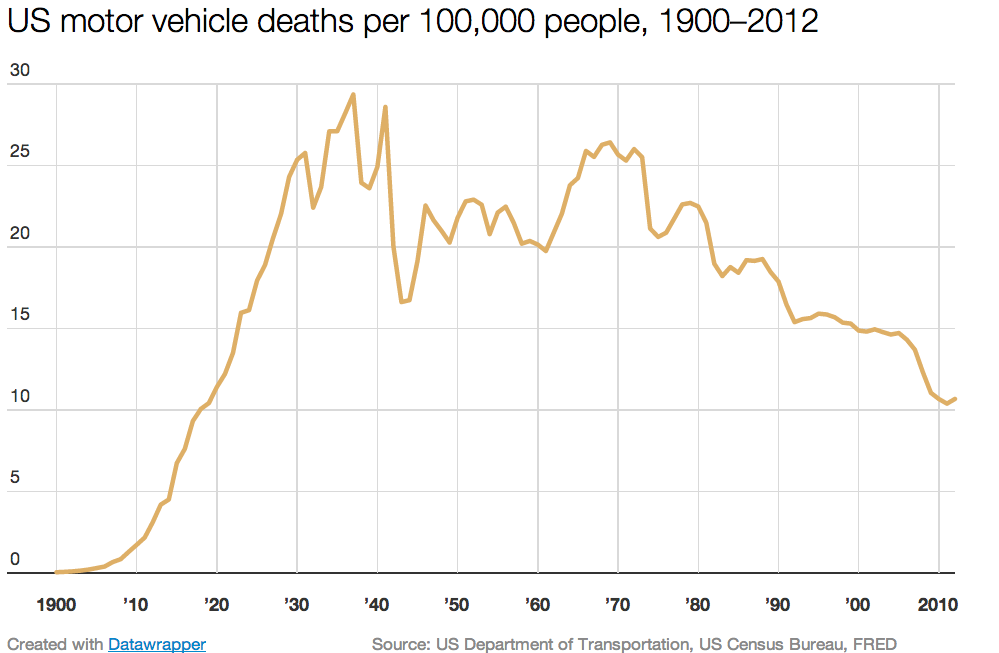 US motor vehicle deaths per 100,000 people, 1900–2012
30
25
20
15
10
5
0
1900 ’10 ’20 ’30 ’40 ’50 ’60 ’70 ’80 ’90 ’00 2010
Created with Datawrapper Source: US Department of Transportation, US Census Bureau, FRED